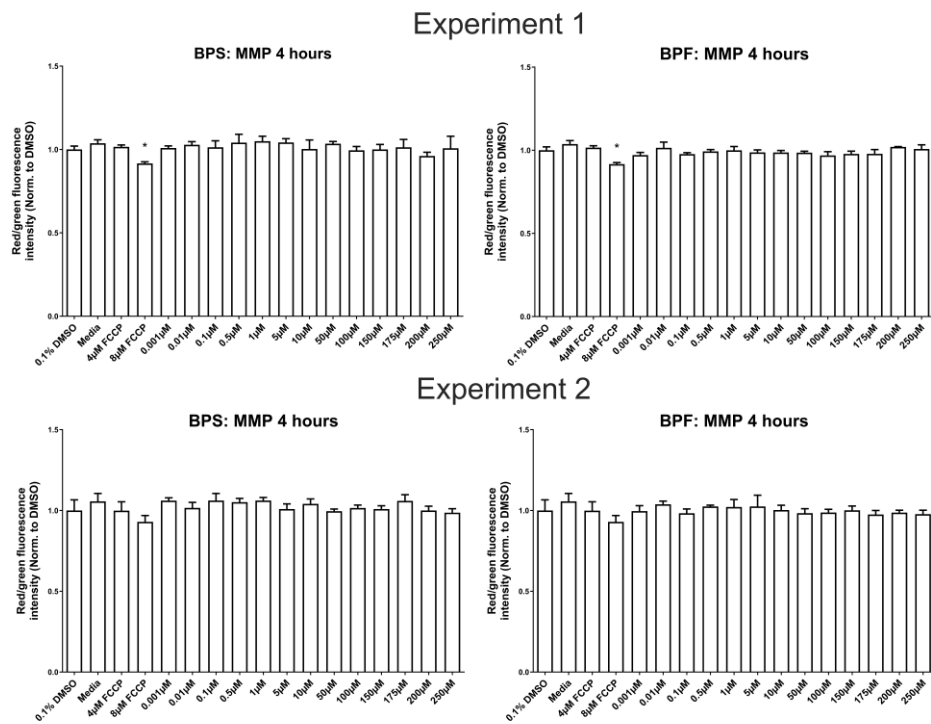 Experiment 1
BPS: MMP 4 hours
Red/green fluorescence
intensity (Norm. to DMSO)
1.5
1.0
0.5
0.0
*
0.1% DMSO
Media
4µM FCCP
8µM FCCP
0.001µM
0.01µM
0.1µM
0.5µM
1µM
5µM
10µM
50µM
100µM
150µM
175µM
200µM
250µM
BPF: MMP 4 hours
Red/green fluorescence
intensity (Norm. to DMSO)
1.5
1.0
0.5
0.0
*
0.1% DMSO
Media
4µM FCCP
8µM FCCP
0.001µM
0.01µM
0.1µM
0.5µM
1µM
5µM
10µM
50µM
100µM
150µM
175µM
200µM
250µM
Experiment 2
BPS: MMP 4 hours
Red/green fluorescence
intensity (Norm. to DMSO)
1.5
1.0
0.5
0.0
0.1% DMSO
Media
4µM FCCP
8µM FCCP
0.001µM
0.01µM
0.1µM
0.5µM
1µM
5µM
10µM
50µM
100µM
150µM
175µM
200µM
250µM
BPF: MMP 4 hours
Red/green fluorescence
intensity (Norm. to DMSO)
1.5
1.0
0.5
0.0
0.1% DMSO
Media
4µM FCCP
8µM FCCP
0.001µM
0.01µM
0.1µM
0.5µM
1µM
5µM
10µM
50µM
100µM
150µM
175µM
200µM
250µM